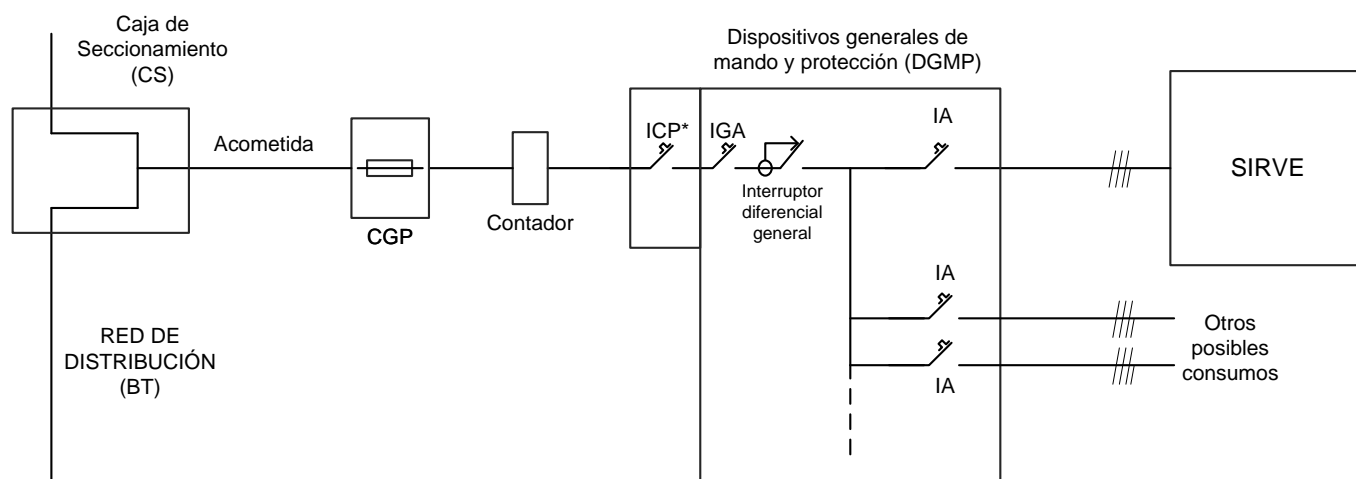 Caja de
Seccionamiento
(CS)
Dispositivos generales de
mando y protección (DGMP)
Acometida
CGP
Contador
ICP*
IGA
Interruptor
diferencial
general
IA
SIRVE
IA
IA
Otros
posibles
consumos
RED DE
DISTRIBUCIÓN
(BT)